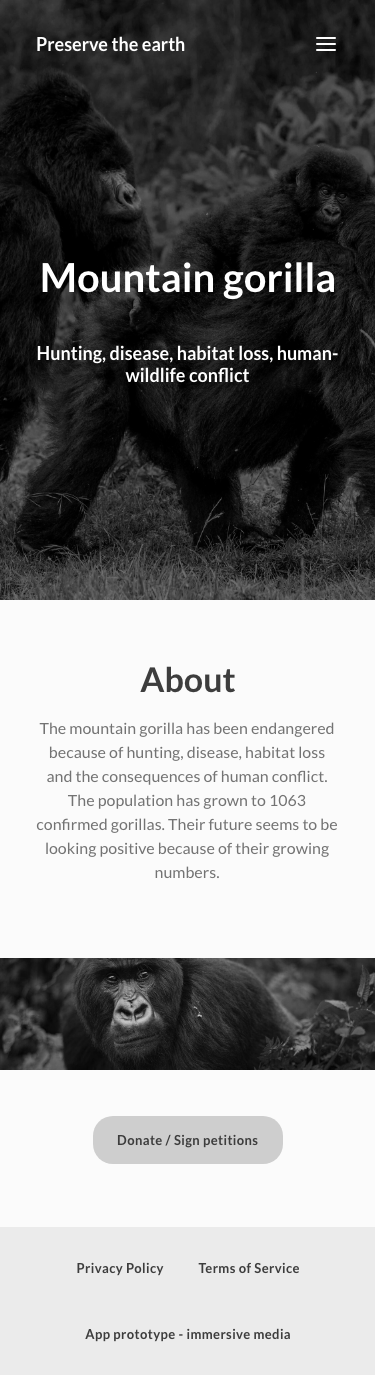 Preserve the earth
Mountain gorilla
Hunting, disease, habitat loss, human-
wildlife conflict
About
The mountain gorilla has been endangered
because of hunting, disease, habitat loss
and the consequences of human conflict.
The population has grown to 1063
confirmed gorillas. Their future seems to be
looking positive because of their growing
numbers.
Donate / Sign petitions
Privacy Policy Terms of Service
App prototype - immersive media